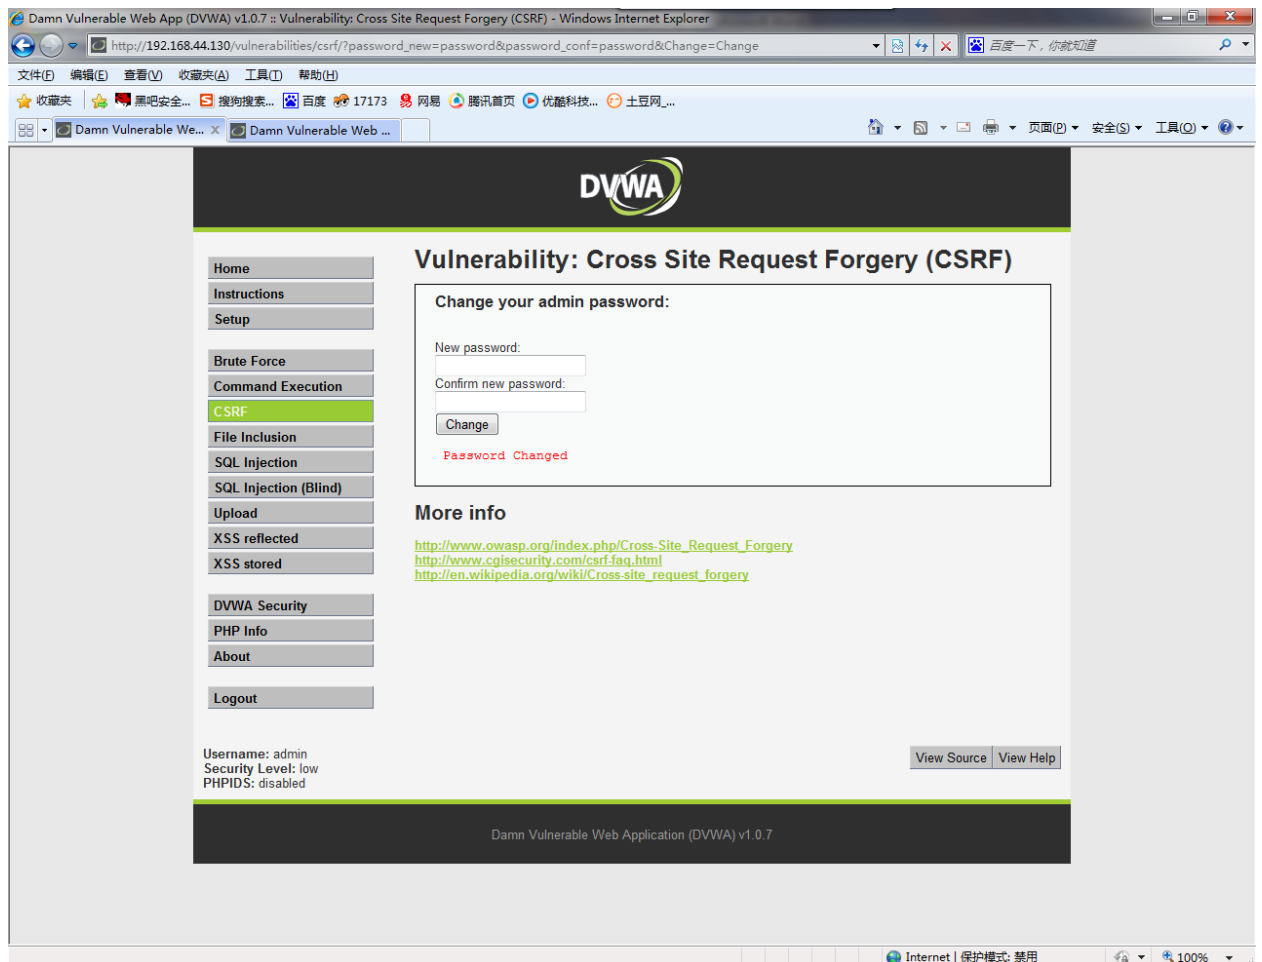 Damn Vulnerable Web App (DVWA) v1.0.7 :: Vulnerability: Cross Site Request Forgery (CSRF) - Windows Internet Explorer
http://192.168.44.130/vulnerabilities/csrf/?password_new=password&password_conf=password&Change=Change 百度一下,你就知道
文件(F) 编辑(E) 查看(V) 收藏夹(A) 工具(T) 帮助(H)
收藏夹 黑吧安全... 搜狗搜索... 百度 17173 网易 腾讯首页 优酷科技... 土豆网_...
Damn Vulnerable We... X Damn Vulnerable Web ... 页面(P) 安全(S) 工具(O)
DVWA
Vulnerability: Cross Site Request Forgery (CSRF)
Home
Instructions
Setup
Brute Force
Command Execution
CSRF
File Inclusion
SQL Injection
SQL Injection (Blind)
Upload
XSS reflected
XSS stored
DVWA Security
PHP Info
About
Logout
Change your admin password:
New password:
Confirm new password:
Change
Password Changed
More info
http://www.owasp.org/index.php/Cross-Site_Request_Forgery
http://www.cgisecurity.com/csrf-faq.html
http://en.wikipedia.org/wiki/Cross-site_request_forgery
Username: admin
Security Level: low
PHPIDS: disabled
View Source View Help
Damn Vulnerable Web Application (DVWA) v1.0.7
Internet | 保护模式: 禁用 100%